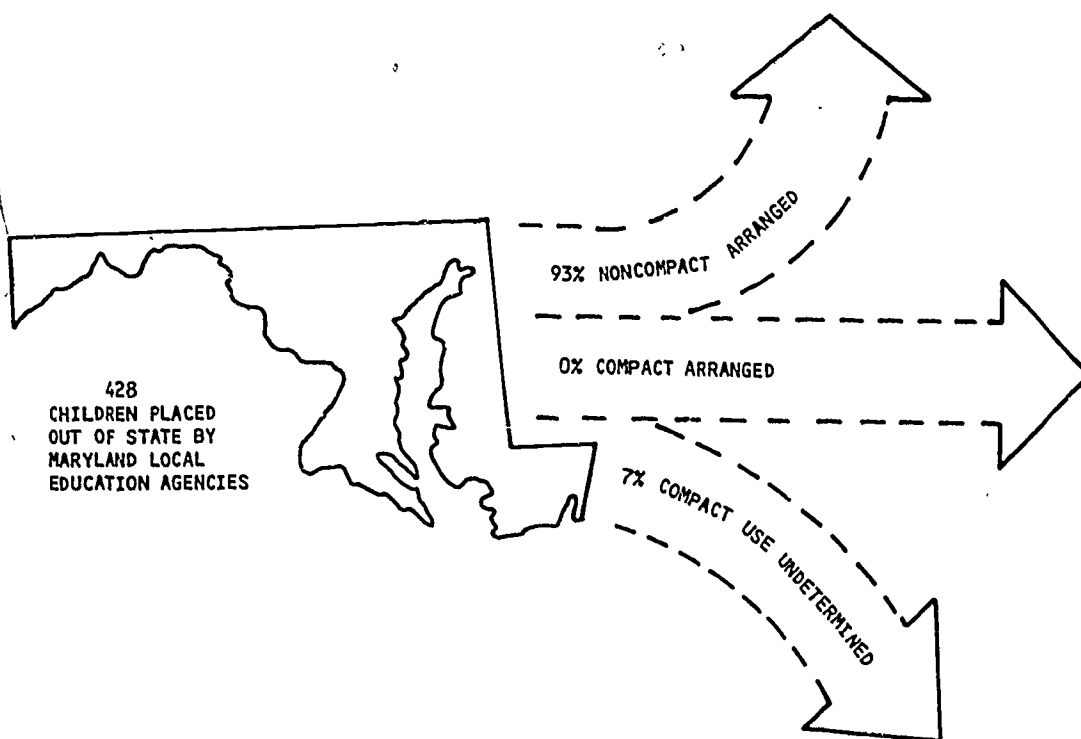 93% NONCOMPACT ARRANGED
0% COMPACT ARRANGED
428
CHILDREN PLACED
OUT OF STATE BY
MARYLAND LOCAL
EDUCATION AGENCIES
7% COMPACT USE UNDETERMINED